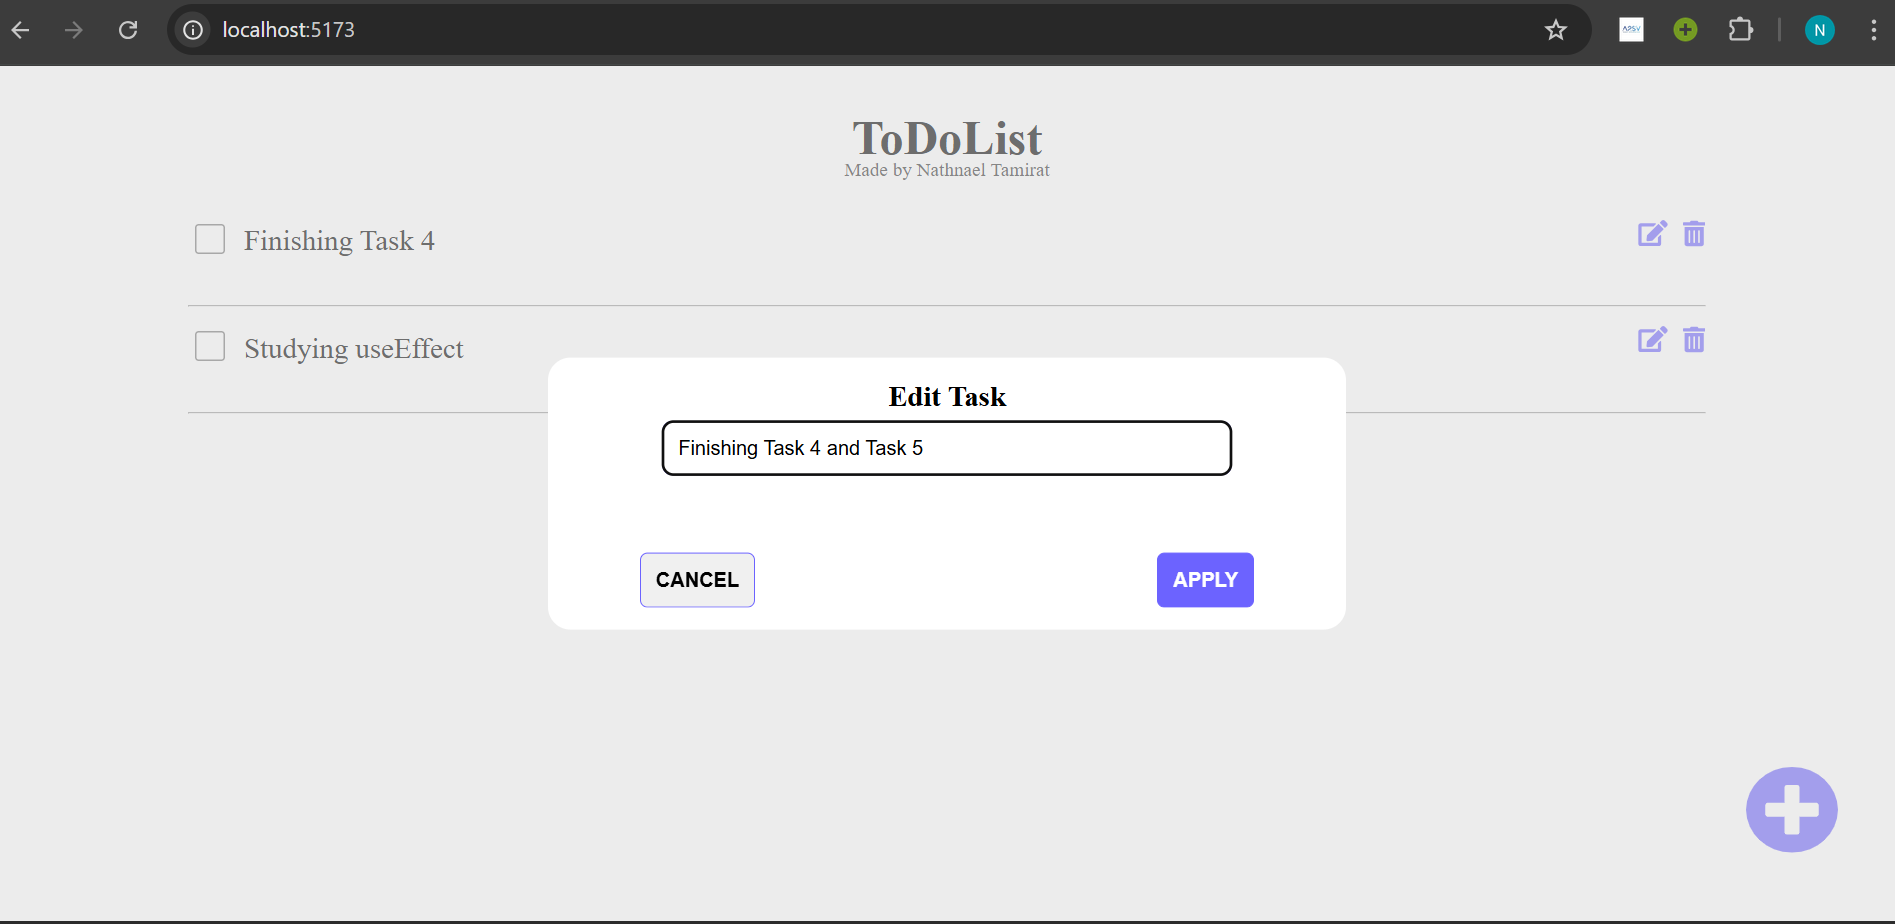 localhost:5173
N
ToDoList
Made by Nathnael Tamirat
Finishing Task 4
Studying useEffect
Edit Task
Finishing Task 4 and Task 5
CANCEL
APPLY